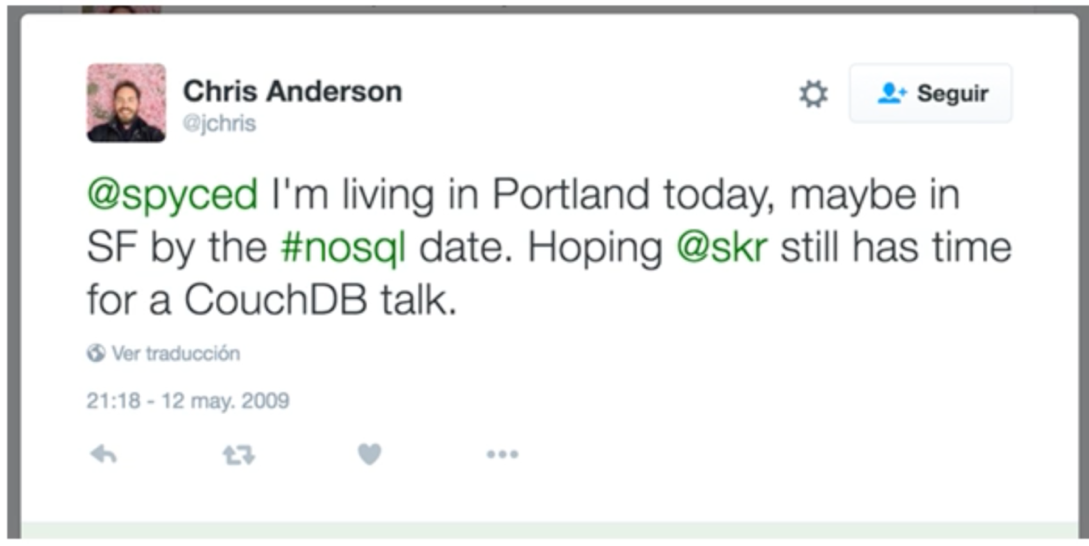 Chris Anderson
@jchris
Seguir
@spyced I'm living in Portland today, maybe in
SF by the #nosql date. Hoping @skr still has time
for a CouchDB talk.
Ver traducción
21:18 - 12 may. 2009